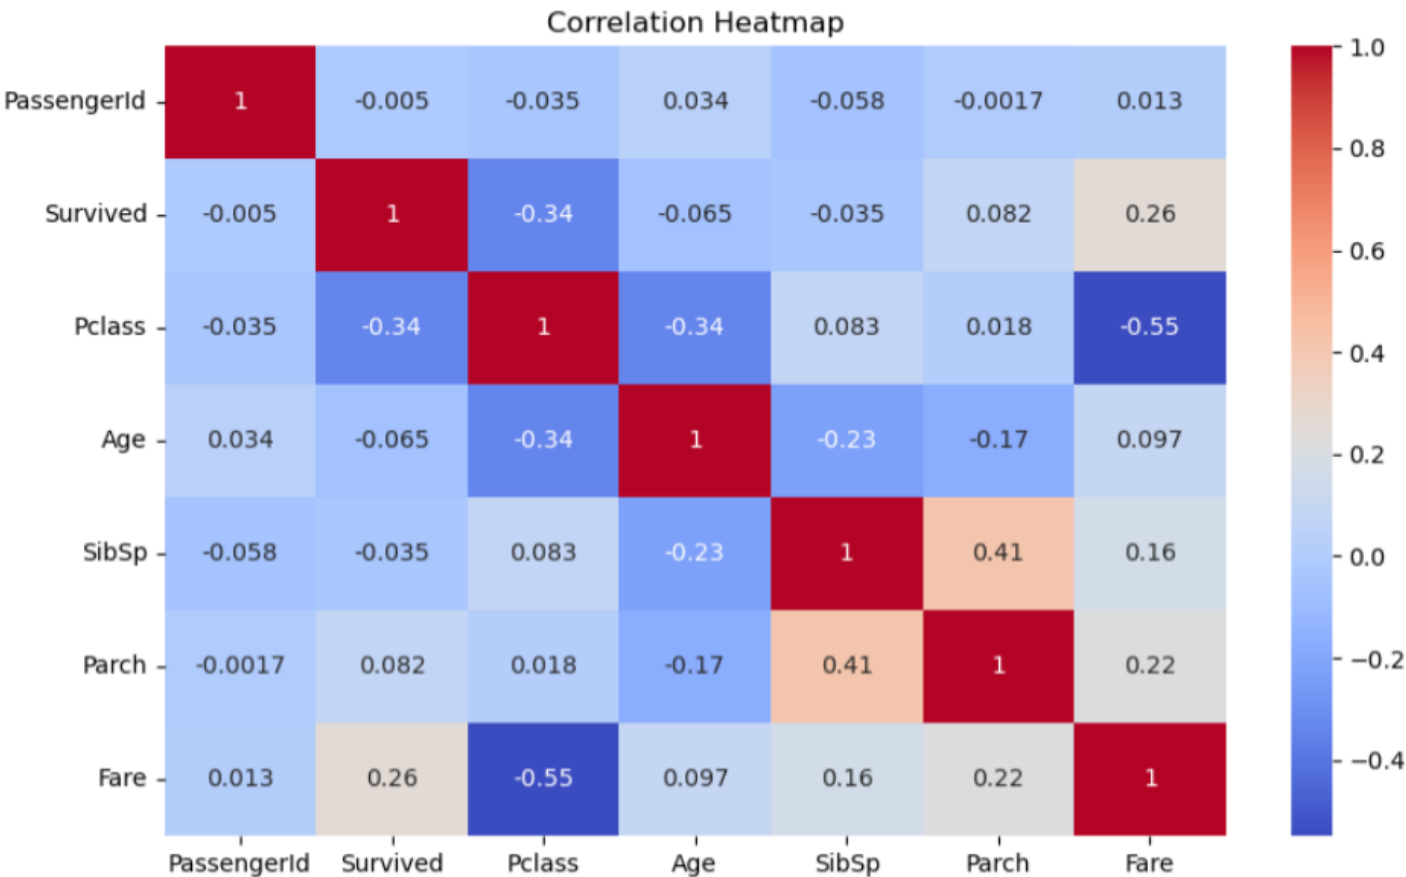 Correlation Heatmap
PassengerId 1 -0.005 -0.035 0.034 -0.058 -0.0017 0.013
Survived -0.005 1 -0.34 -0.065 -0.035 0.082 0.26
Pclass -0.035 -0.34 1 -0.34 0.083 0.018 -0.55
Age 0.034 -0.065 -0.34 1 -0.23 -0.17 0.097
SibSp -0.058 -0.035 0.083 -0.23 1 0.41 0.16
Parch -0.0017 0.082 0.018 -0.17 0.41 1 0.22
Fare 0.013 0.26 -0.55 0.097 0.16 0.22 1
PassengerId Survived Pclass Age SibSp Parch Fare
1.0
0.8
0.6
0.4
0.2
0.0
−0.2
−0.4